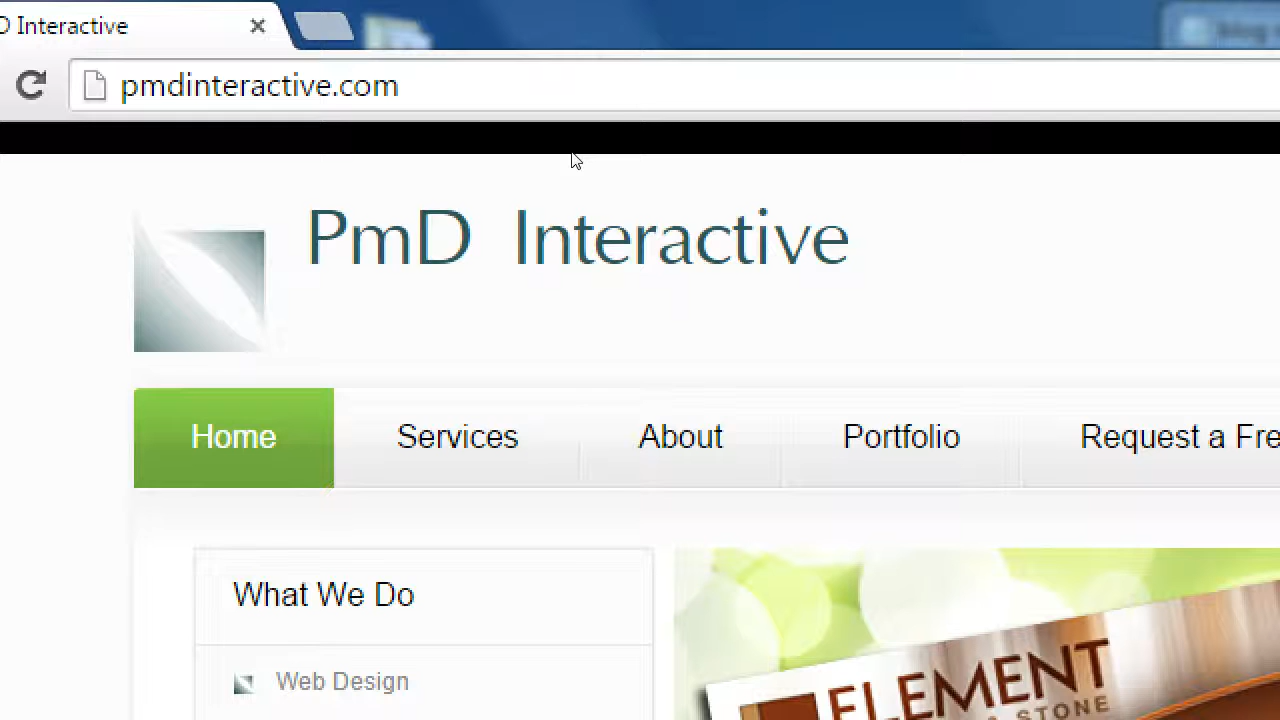 D Interactive
pmdinteractive.com
PmD Interactive
Home Services About Portfolio Request a Fre
What We Do
Web Design
ELEMENT
& STONE